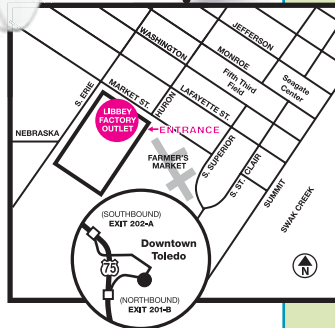 JEFFERSON
WASHINGTON
MONROE
Fifth Third
Field
Seagate
Center
S. ERIE
MARKET ST.
HURON
LAFAYETTE ST.
LIBBEY
FACTORY
OUTLET
ENTRANCE
NEBRASKA
FARMER'S
MARKET
S. SUPERIOR
S. ST. CLAIR
SUMMIT
SWAK CREEK
(SOUTHBOUND)
EXIT 202-A
Downtown
Toledo
75
(NORTHBOUND)
EXIT 201-B
N